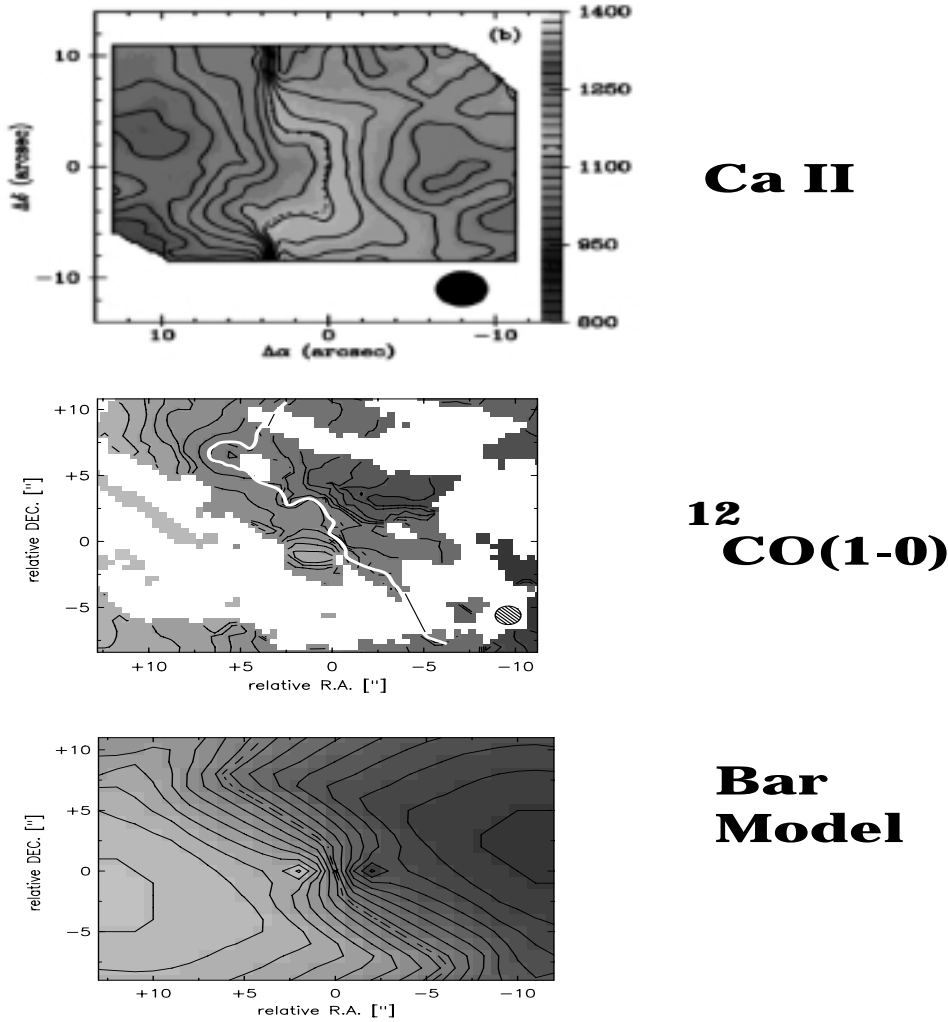 (b)
1400
1250
1100
950
800
10
0
−10
Δδ (arcsec)
10 0 −10
Δα (arcsec)
Ca II
+10
+5
0
−5
relative DEC. ["]
+10 +5 0 −5 −10
relative R.A. ["]
12
CO(1-0)
+10
+5
0
−5
relative DEC. ["]
+10 +5 0 −5 −10
relative R.A. ["]
Bar
Model